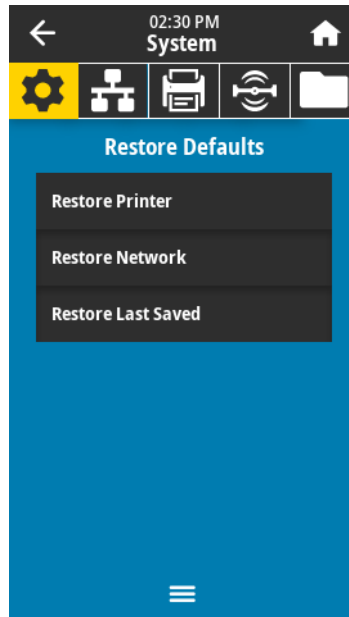 02:30 PM
System
Restore Defaults
Restore Printer
Restore Network
Restore Last Saved